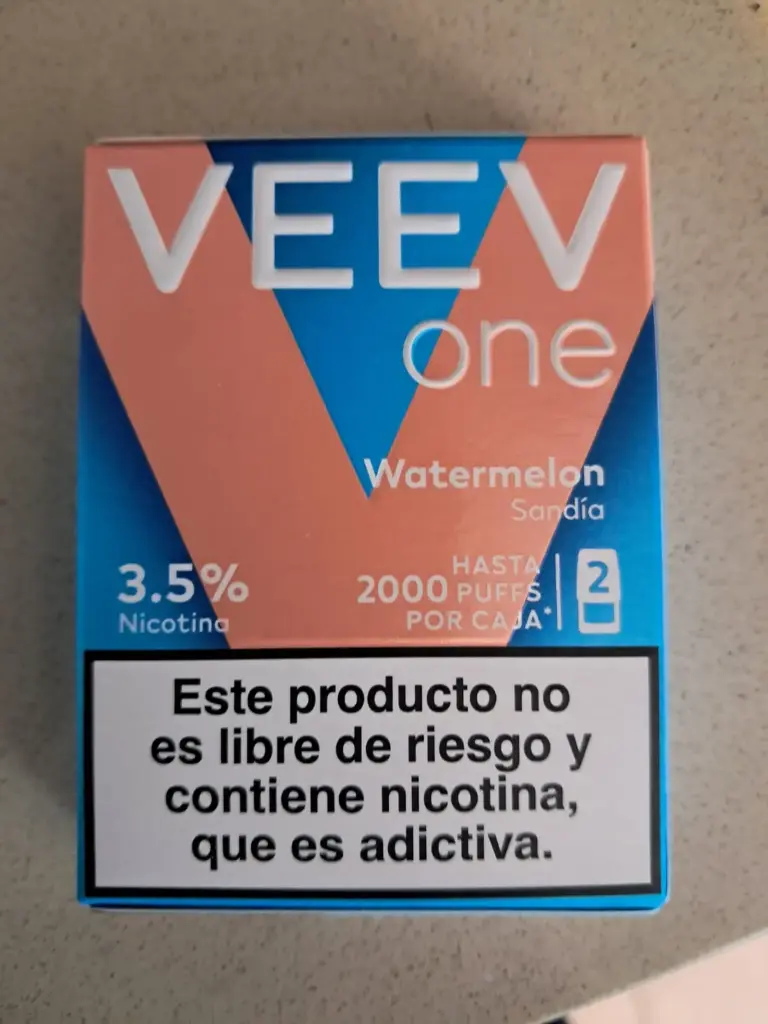 VEEV
one
Watermelon
Sandía
3.5%
Nicotina
HASTA
2000 PUFFS
POR CAJA*
2
Este producto no
es libre de riesgo y
contiene nicotina,
que es adictiva.